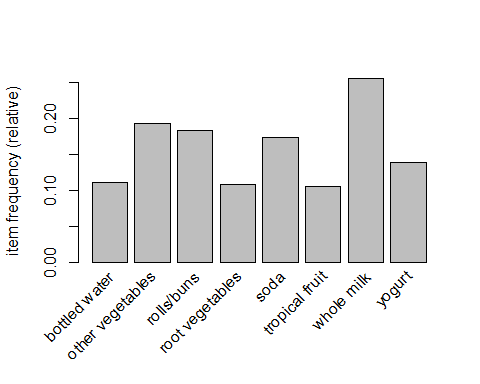 item frequency (relative)
0.20
0.10
0.00
bottled water
other vegetables
rolls/buns
root vegetables
soda
tropical fruit
whole milk
yogurt